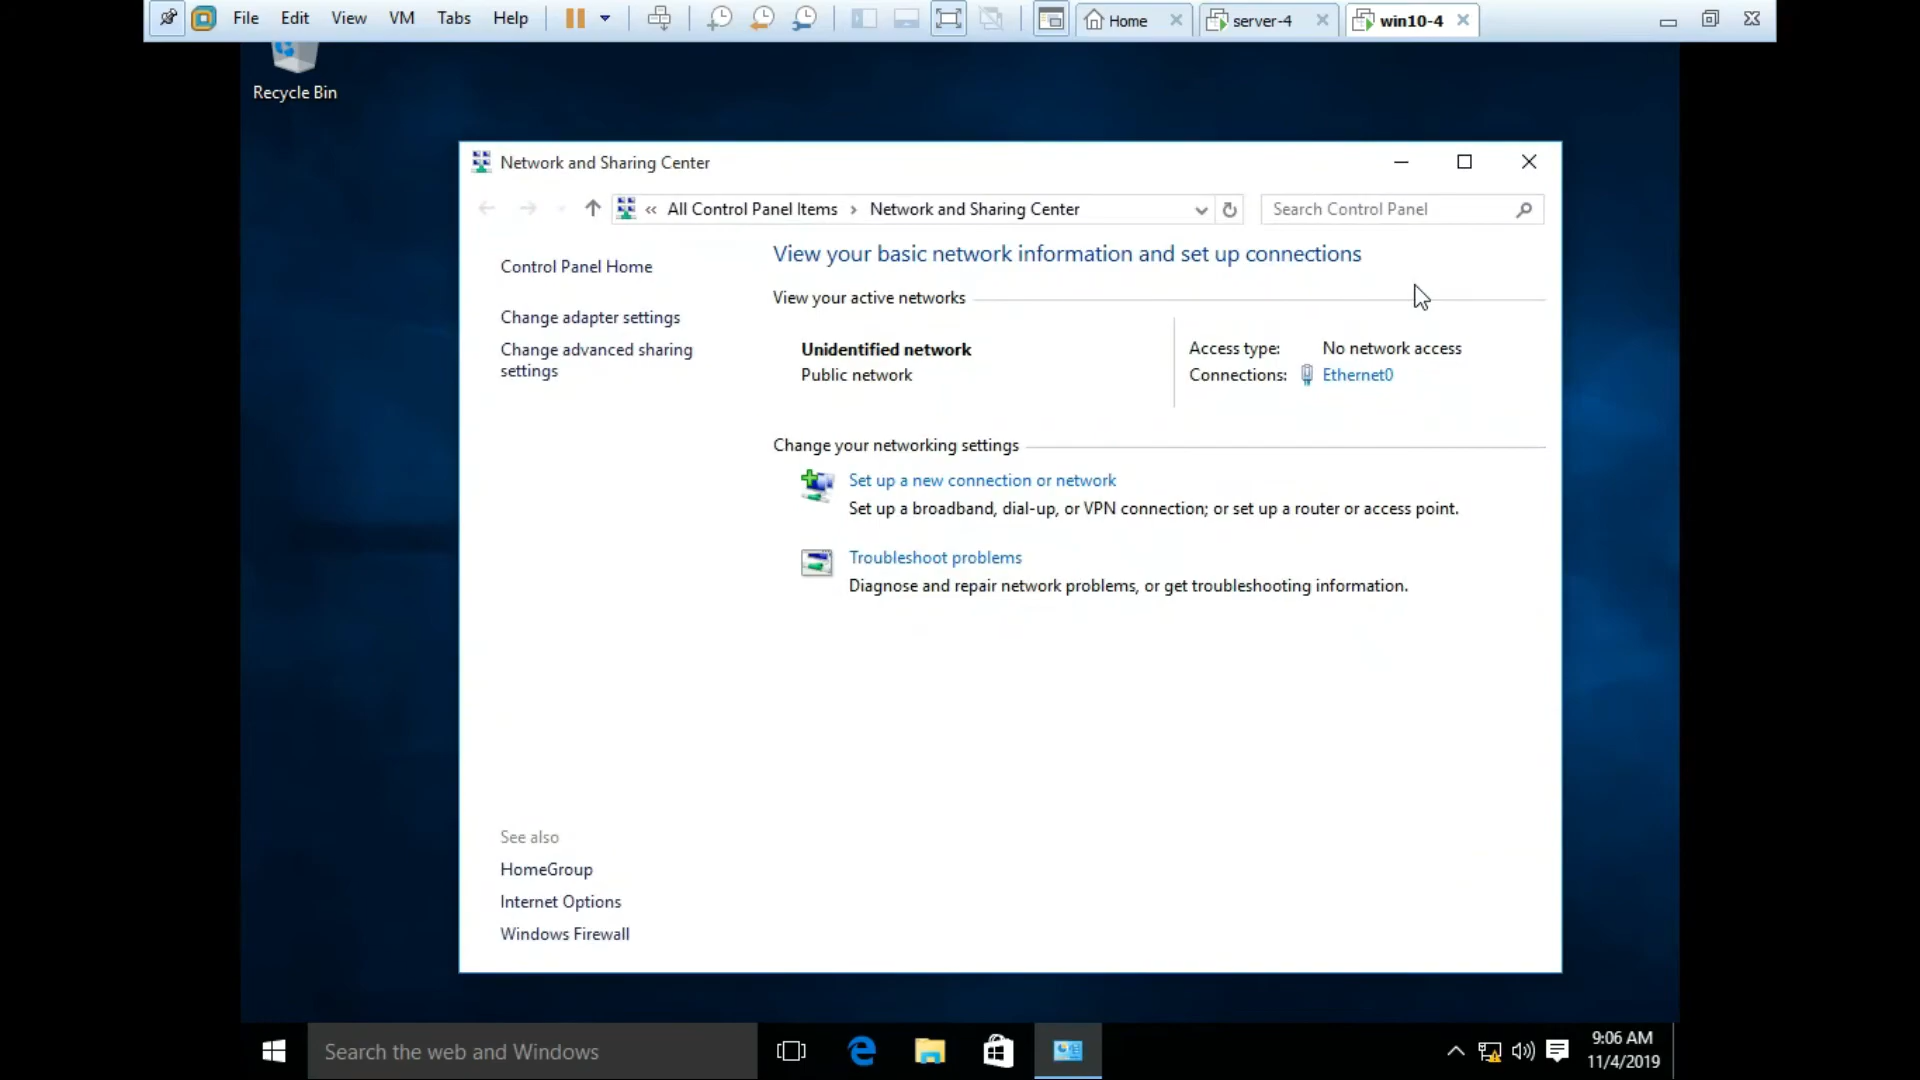 File Edit View VM Tabs Help Home server-4 win10-4
Recycle Bin
Network and Sharing Center
« All Control Panel Items › Network and Sharing Center Search Control Panel
Control Panel Home
Change adapter settings
Change advanced sharing
settings
View your basic network information and set up connections
View your active networks
Unidentified network
Public network
Access type: No network access
Connections: Ethernet0
Change your networking settings
Set up a new connection or network
Set up a broadband, dial-up, or VPN connection; or set up a router or access point.
Troubleshoot problems
Diagnose and repair network problems, or get troubleshooting information.
See also
HomeGroup
Internet Options
Windows Firewall
Search the web and Windows
9:06 AM
11/4/2019